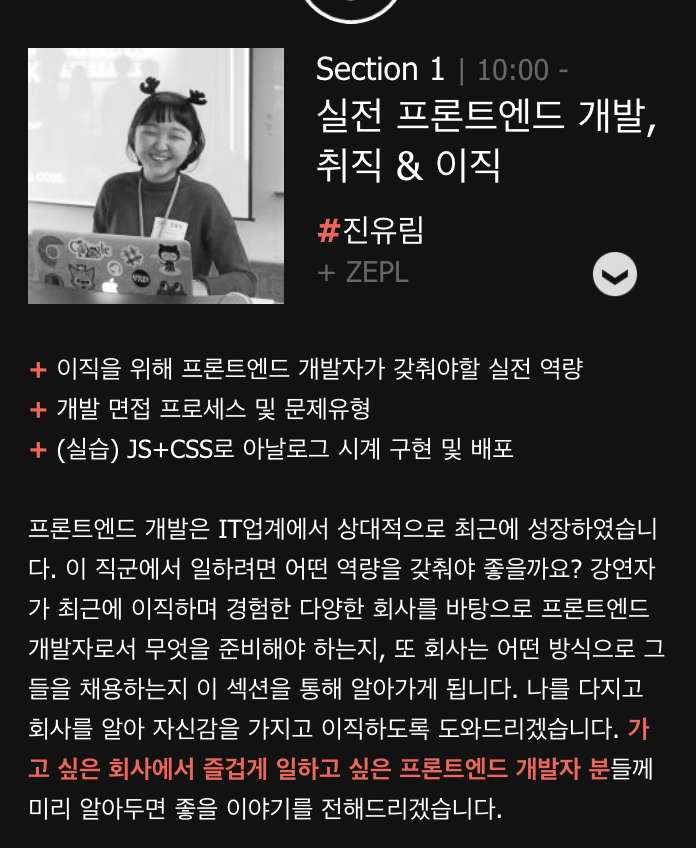 Section 1 | 10:00 -
실전 프론트엔드 개발,
취직 & 이직
#진유림
+ ZEPL
Google
+ 이직을 위해 프론트엔드 개발자가 갖춰야할 실전 역량
+ 개발 면접 프로세스 및 문제유형
+ (실습) JS+CSS로 아날로그 시계 구현 및 배포
프론트엔드 개발은 IT업계에서 상대적으로 최근에 성장하였습니
다. 이 직군에서 일하려면 어떤 역량을 갖춰야 좋을까요? 강연자
가 최근에 이직하며 경험한 다양한 회사를 바탕으로 프론트엔드
개발자로서 무엇을 준비해야 하는지, 또 회사는 어떤 방식으로 그
들을 채용하는지 이 섹션을 통해 알아가게 됩니다. 나를 다지고
회사를 알아 자신감을 가지고 이직하도록 도와드리겠습니다. 가
고 싶은 회사에서 즐겁게 일하고 싶은 프론트엔드 개발자 분들께
미리 알아두면 좋을 이야기를 전해드리겠습니다.